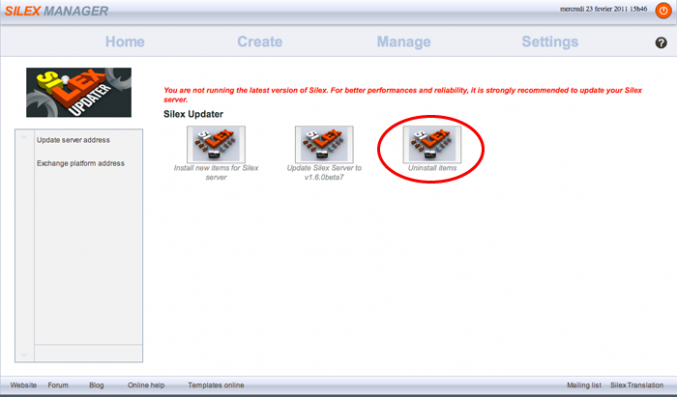 SILEX MANAGER
mercredi 23 fevrier 2011 15h46
Home Create Manage Settings ?
SILEX
UPDATER
You are not running the latest version of Silex. For better performances and reliability, it is strongly recommended to update your Silex
server.
Silex Updater
Update server address
Exchange platform address
Install new items for Silex
server
Update Silex Server to
v1.6.0beta7
Uninstall items
Website Forum Blog Online help Templates online Mailing list Silex Translation